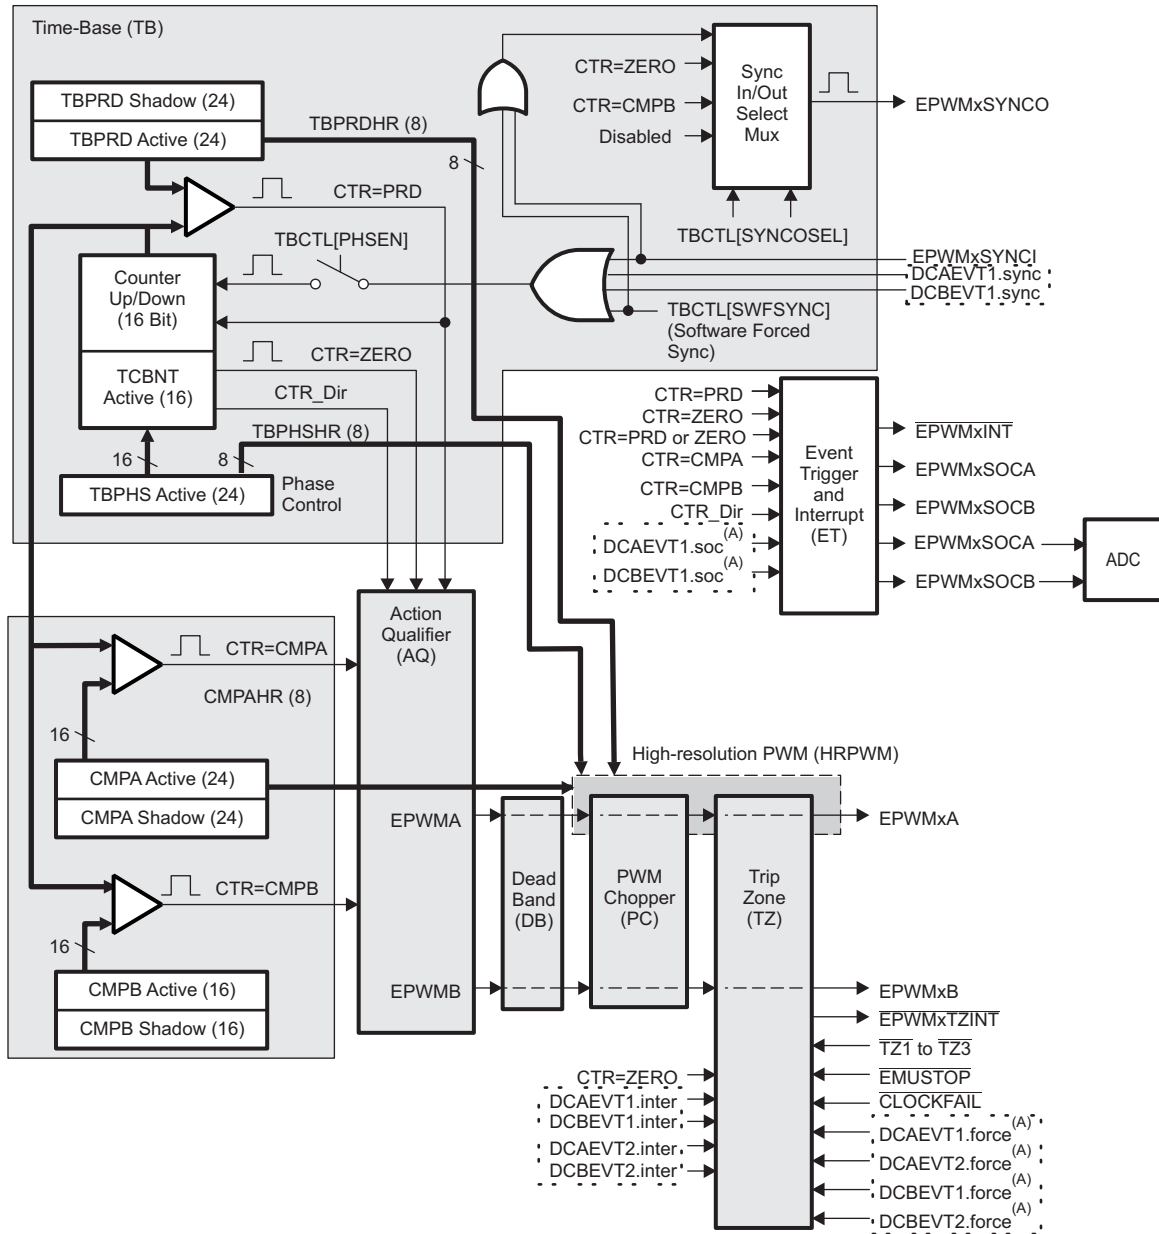 Time-Base (TB)
TBPRD Shadow (24)
TBPRD Active (24)
TBPRDHR (8)
8
CTR=PRD
CTR=ZERO
CTR=CMPB
Disabled
Sync
In/Out
Select
Mux
EPWMxSYNCO
TBCTL[SYNCOSEL]
TBCTL[PHSEN]
Counter
Up/Down
(16 Bit)
TCBNT
Active (16)
CTR=ZERO
CTR_Dir
EPWMxSYNCI
DCAEVT1.sync
DCBEVT1.sync
TBCTL[SWFSYNC]
(Software Forced
Sync)
TBPHSHR (8)
16
8
TBPHS Active (24)
Phase
Control
CTR=PRD
CTR=ZERO
CTR=PRD or ZERO
CTR=CMPA
CTR=CMPB
CTR_Dir
DCAEVT1.soc(A)
DCBEVT1.soc(A)
Event
Trigger
and
Interrupt
(ET)
EPWMxINT
EPWMxSOCA
EPWMxSOCB
EPWMxSOCA
EPWMxSOCB
ADC
Action
Qualifier
(AQ)
CTR=CMPA
CMPAHR (8)
16
CMPA Active (24)
CMPA Shadow (24)
High-resolution PWM (HRPWM)
EPWMA
EPWMxA
CTR=CMPB
16
CMPB Active (16)
CMPB Shadow (16)
Dead
Band
(DB)
PWM
Chopper
(PC)
Trip
Zone
(TZ)
EPWMB
EPWMxB
EPWMxTZINT
TZ1 to TZ3
EMUSTOP
CLOCKFAIL
CTR=ZERO
DCAEVT1.inter
DCBEVT1.inter
DCAEVT2.inter
DCBEVT2.inter
DCAEVT1.force(A)
DCAEVT2.force(A)
DCBEVT1.force(A)
DCBEVT2.force(A)